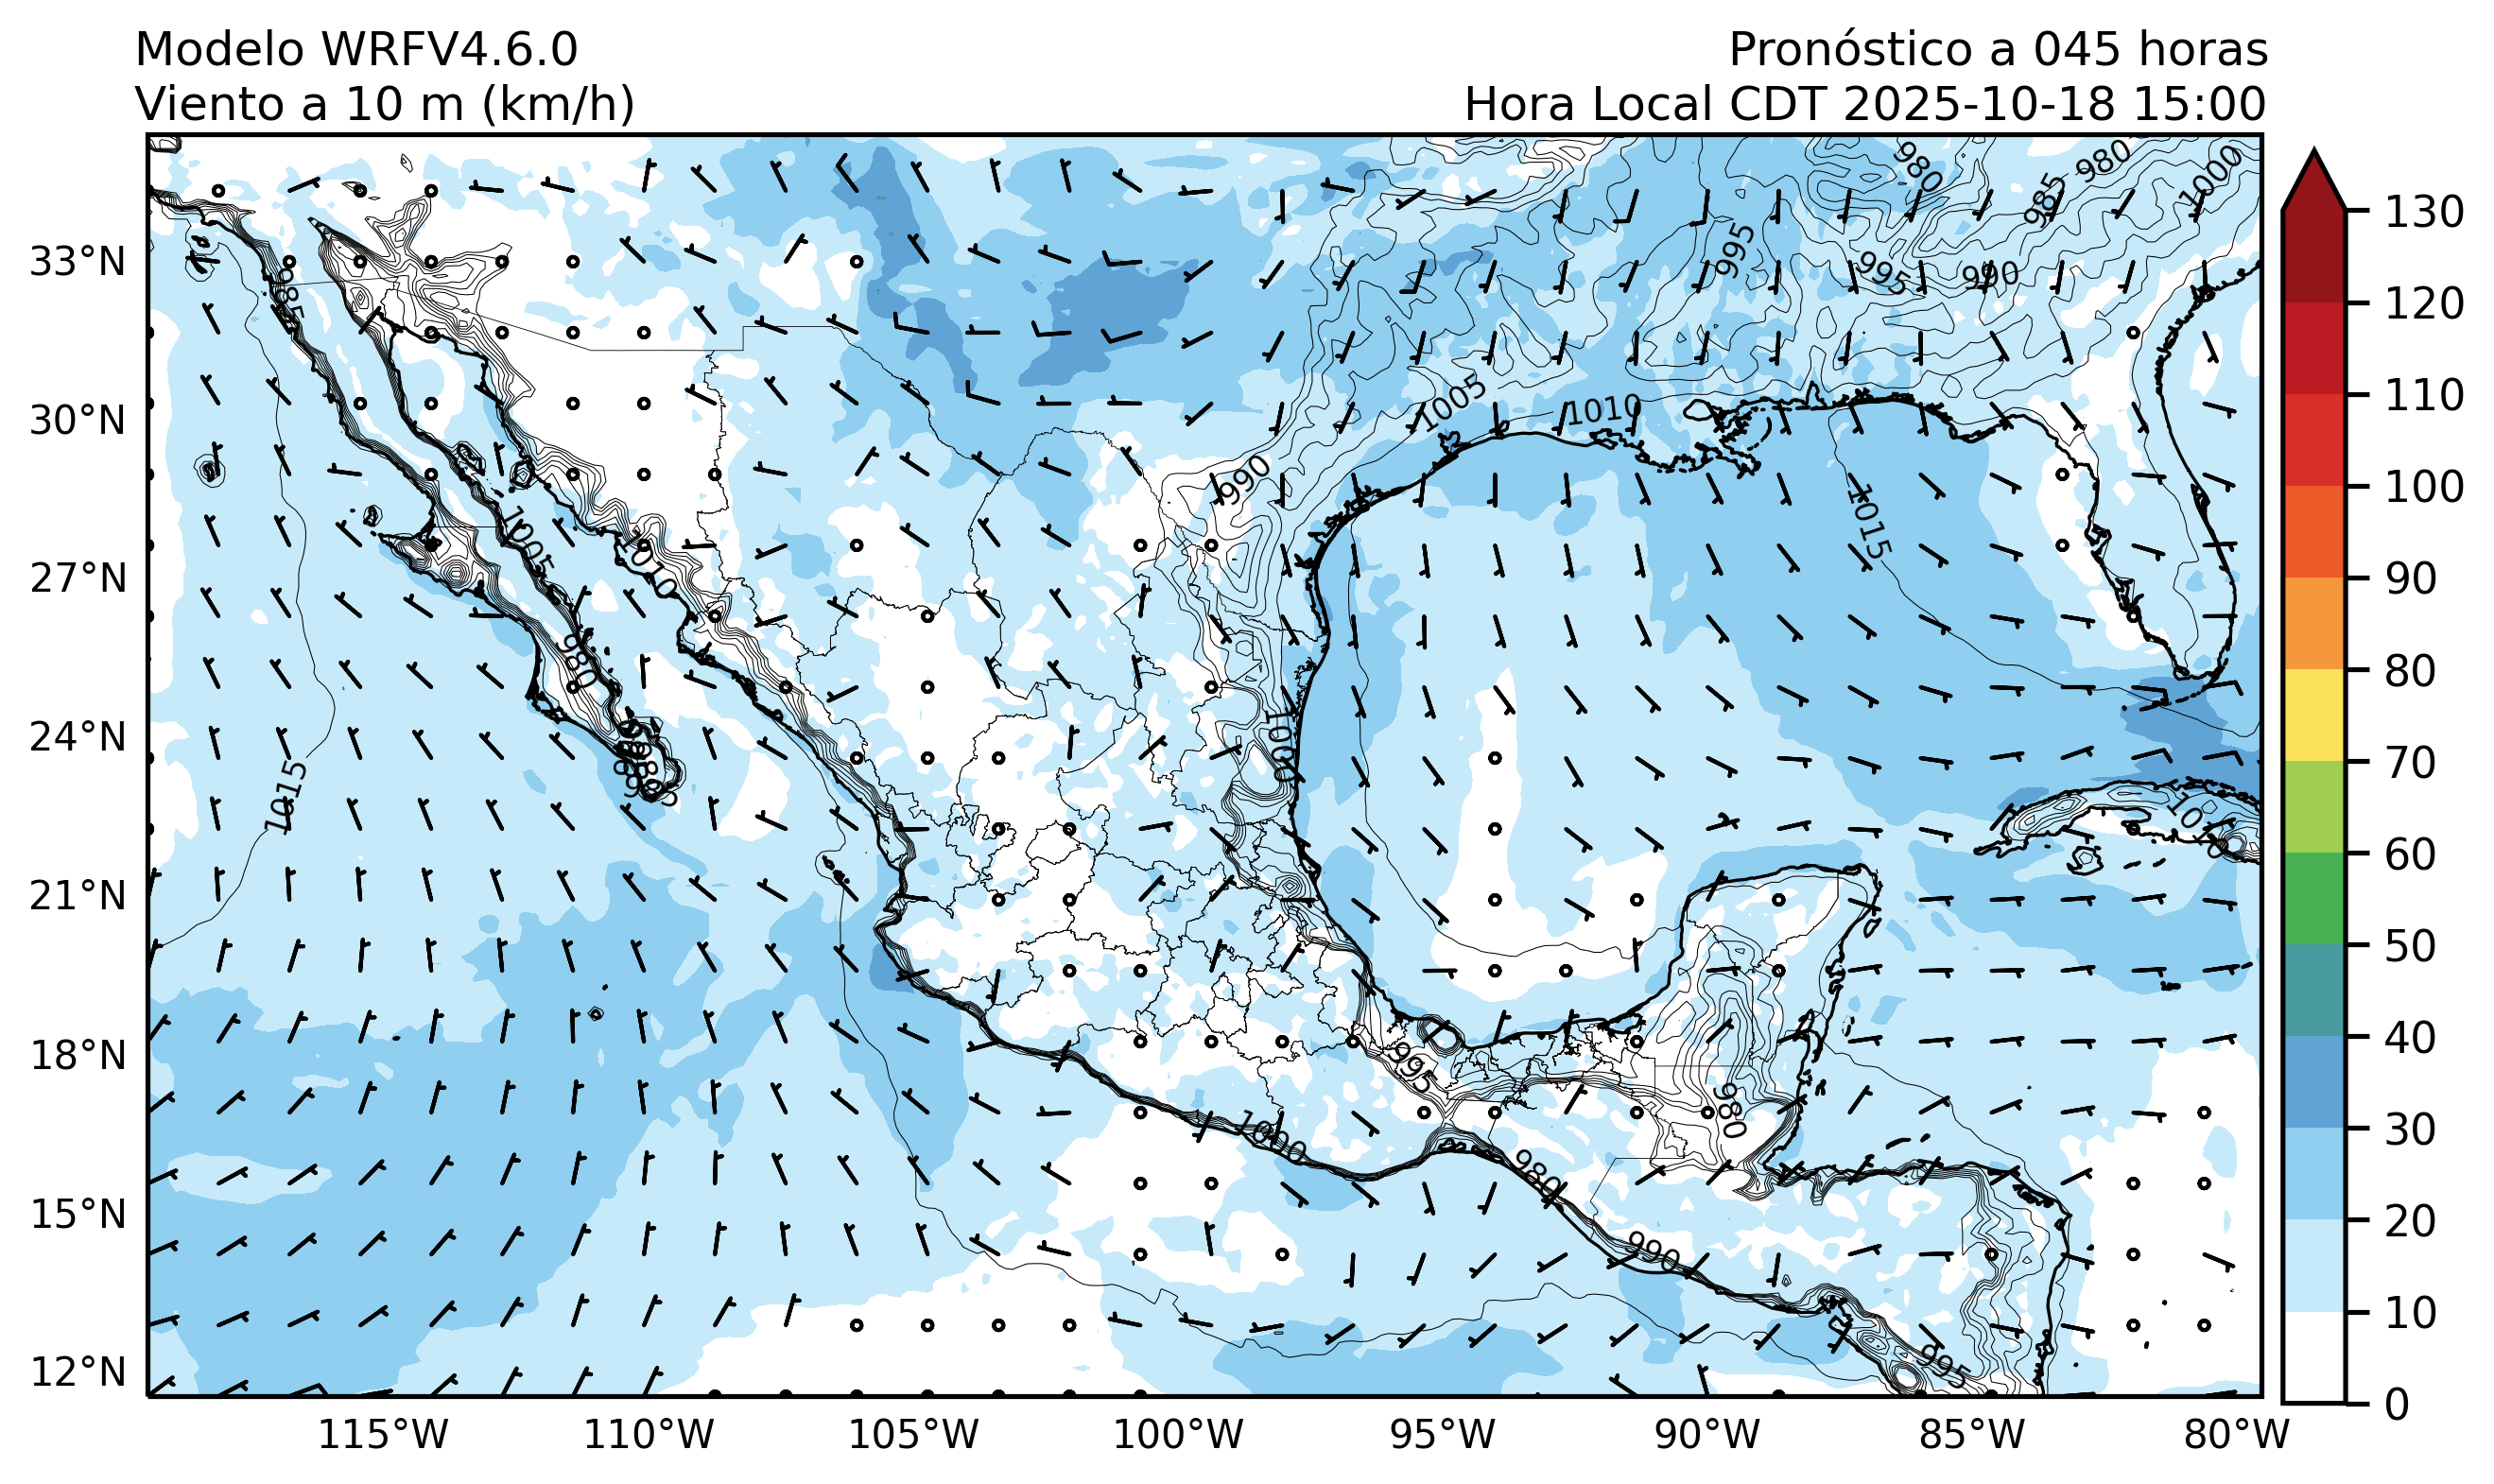 Modelo WRFV4.6.0
Viento a 10 m (km/h)
Pronóstico a 045 horas
Hora Local CDT 2025-10-18 15:00
33°N
30°N
27°N
24°N
21°N
18°N
15°N
12°N
115°W
110°W
105°W
100°W
95°W
90°W
85°W
80°W
130
120
110
100
90
80
70
60
50
40
30
20
10
0
980
980
985
1000
995
995
990
985
1005
1010
990
1015
1005
1010
980
1000
1015
995
980
1000
980
990
995